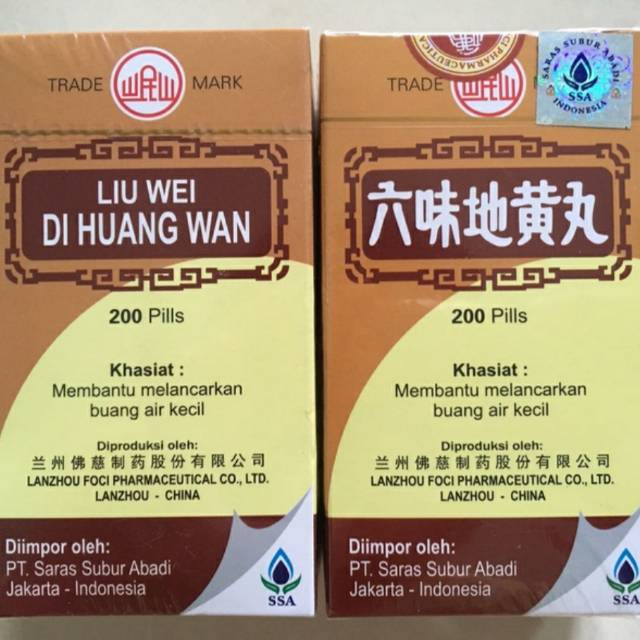 TRADE MARK
LIU WEI
DI HUANG WAN
200 Pills
Khasiat :
Membantu melancarkan
buang air kecil
Diproduksi oleh:
兰州佛慈制药股份有限公司
LANZHOU FOCI PHARMACEUTICAL CO., LTD.
LANZHOU - CHINA
Diimpor oleh:
PT. Saras Subur Abadi
Jakarta - Indonesia
SSA
TRADE MARK
SARAS SUBUR ABADI
SSA
INDONESIA
六味地黄丸
200 Pills
Khasiat :
Membantu melancarkan
buang air kecil
Diproduksi oleh:
兰州佛慈制药股份有限公司
LANZHOU FOCI PHARMACEUTICAL CO., LTD.
LANZHOU - CHINA
Diimpor oleh:
PT. Saras Subur Abadi
Jakarta - Indonesia
SSA